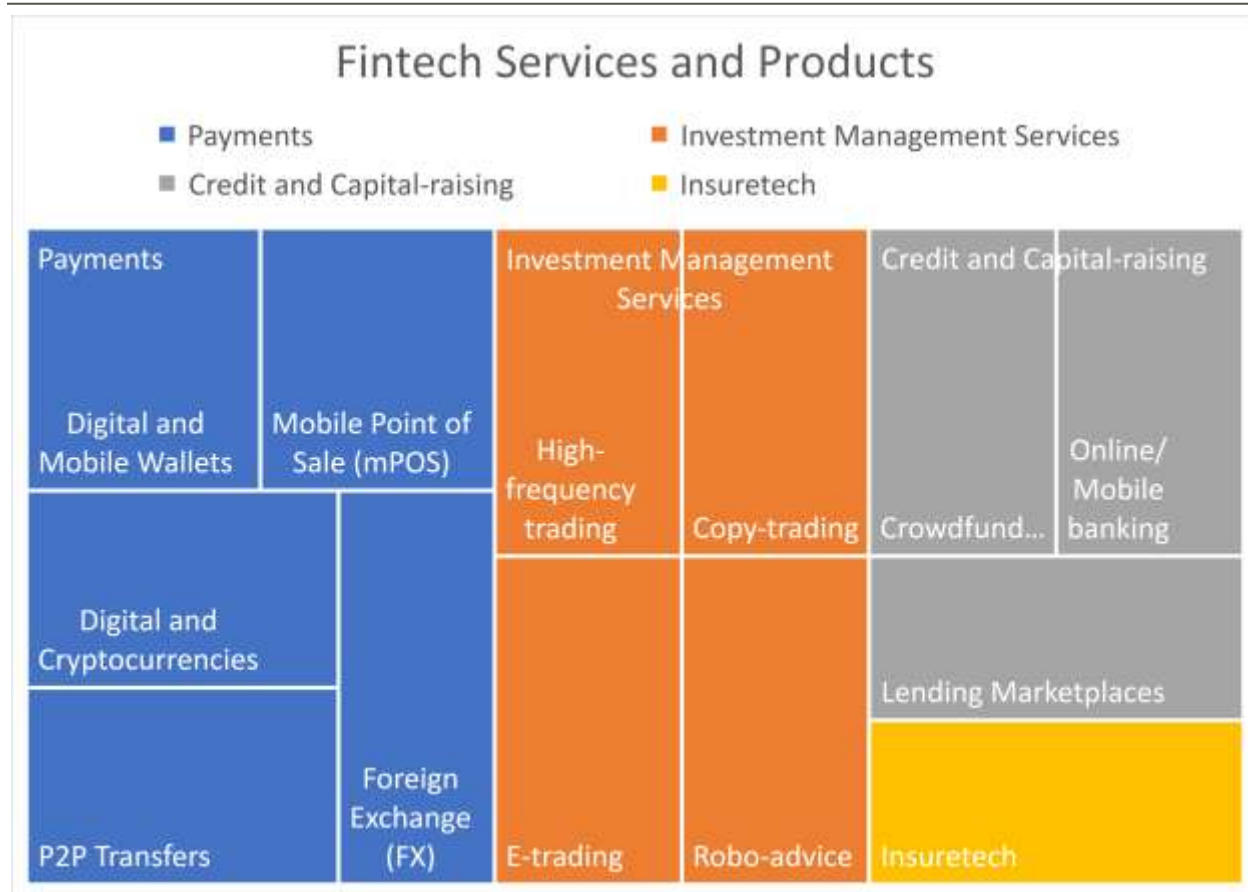 Fintech Services and Products
Payments
Investment Management Services
Credit and Capital-raising
Insuretech
Payments
Digital and
Mobile Wallets
Mobile Point of
Sale (mPOS)
Digital and
Cryptocurrencies
P2P Transfers
Foreign
Exchange
(FX)
Investment Management
Services
High-
frequency
trading
Copy-trading
E-trading
Robo-advice
Credit and Capital-raising
Crowdfund...
Online/
Mobile
banking
Lending Marketplaces
Insuretech